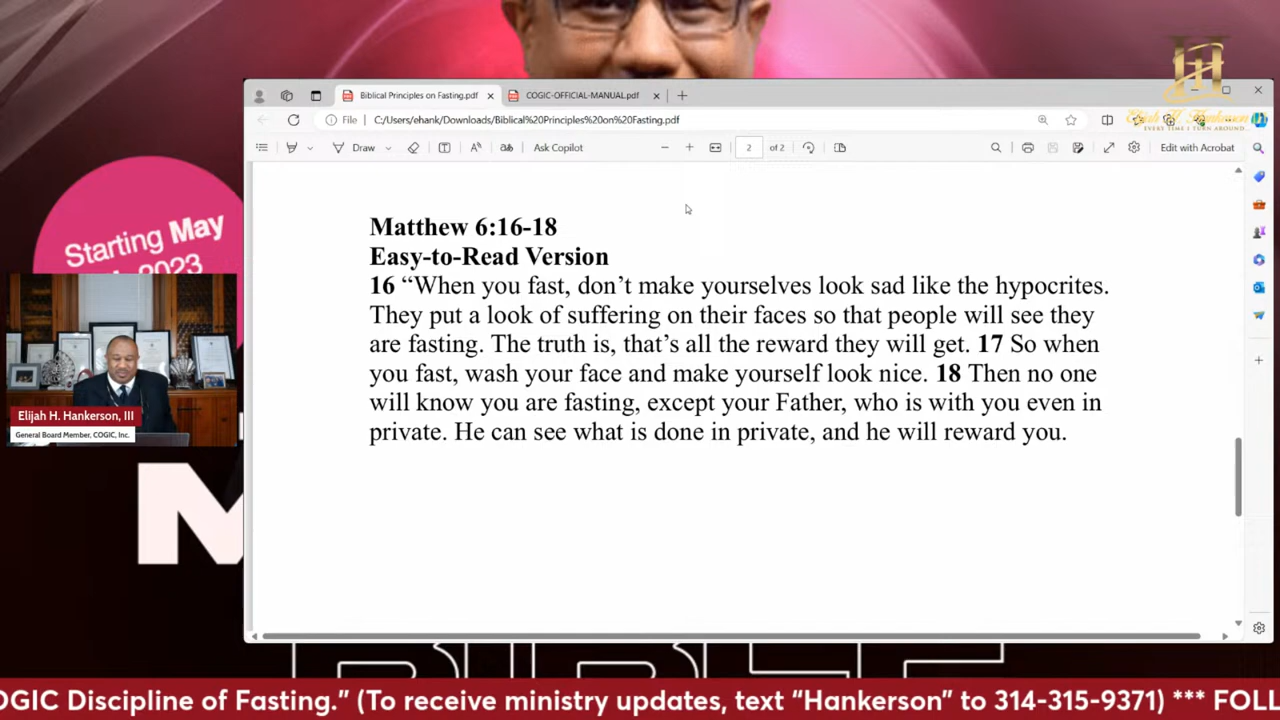 Biblical Principles on Fasting.pdf
COGIC-OFFICIAL-MANUAL.pdf
File
C:/Users/ehank/Downloads/Biblical%20Principles%20on%20Fasting.pdf
EVERY TIME I TURN AROUND...
Draw
Ask Copilot
2 of 2
Edit with Acrobat
Matthew 6:16-18
Easy-to-Read Version
16 “When you fast, don’t make yourselves look sad like the hypocrites.
They put a look of suffering on their faces so that people will see they
are fasting. The truth is, that’s all the reward they will get. 17 So when
you fast, wash your face and make yourself look nice. 18 Then no one
will know you are fasting, except your Father, who is with you even in
private. He can see what is done in private, and he will reward you.
Starting May
2023
Elijah H. Hankerson, III
General Board Member, COGIC, Inc.
M
BIBLE
OGIC Discipline of Fasting.” (To receive ministry updates, text “Hankerson” to 314-315-9371) *** FOLL